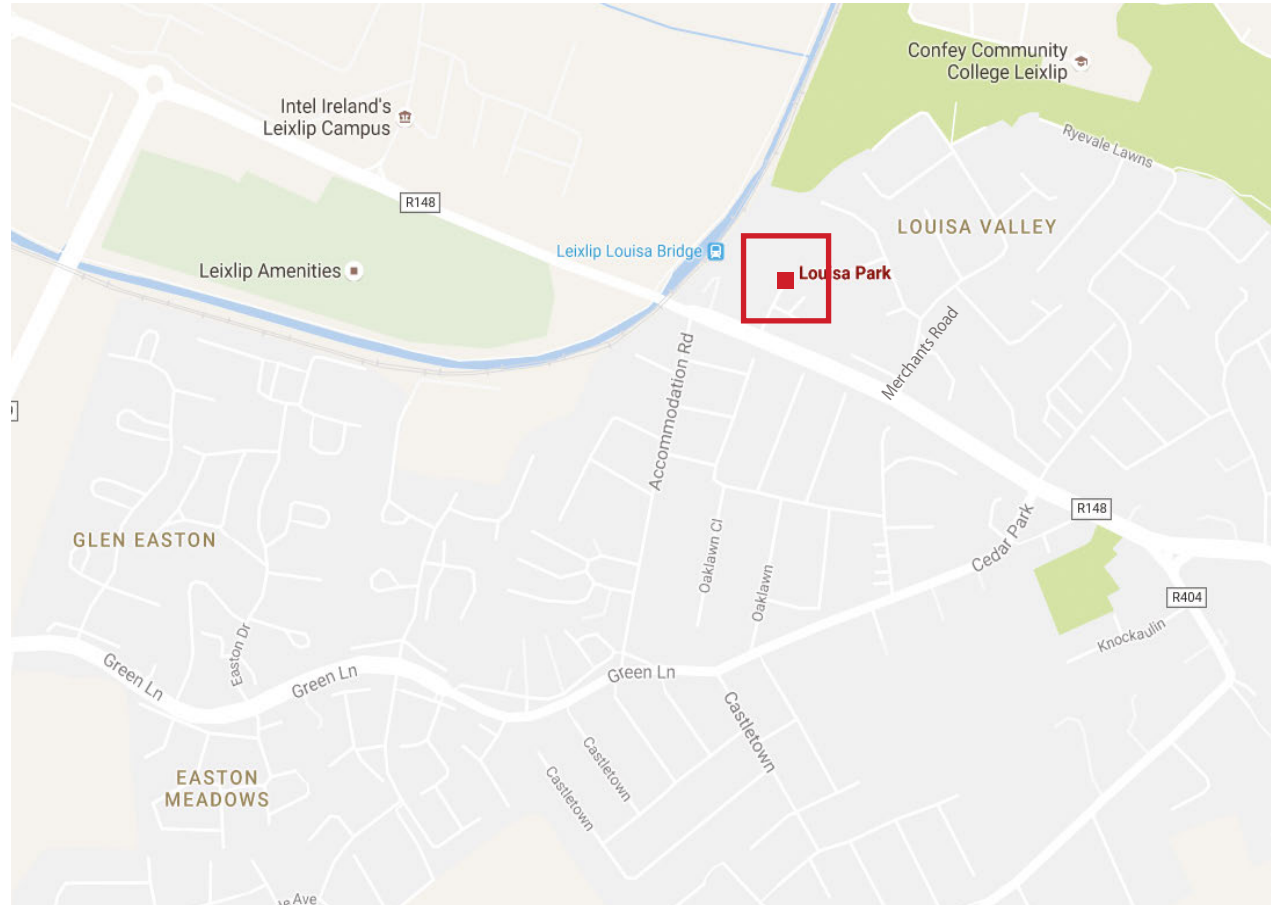 Confey Community
College Leixlip
Intel Ireland's
Leixlip Campus
Ryevale Lawns
R148
LOUISA VALLEY
Leixlip Louisa Bridge
Leixlip Amenities
Louisa Park
Merchants Road
Accommodation Rd
R148
GLEN EASTON
Oaklawn Cl
Cedar Park
Oaklawn
R404
Knockaulin
Easton Dr
Green Ln
Green Ln
Green Ln
Castletown
Castletown
Castletown
EASTON
MEADOWS
Ave